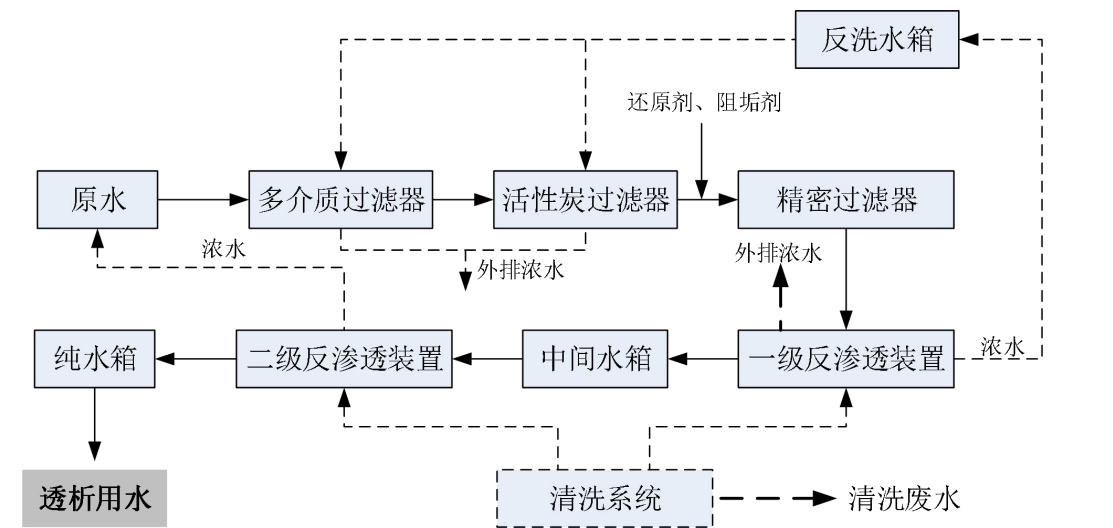 反洗水箱
还原剂、阻垢剂
原水
多介质过滤器
活性炭过滤器
精密过滤器
浓水
外排浓水
外排浓水
纯水箱
二级反渗透装置
中间水箱
一级反渗透装置
浓水
透析用水
清洗系统
清洗废水